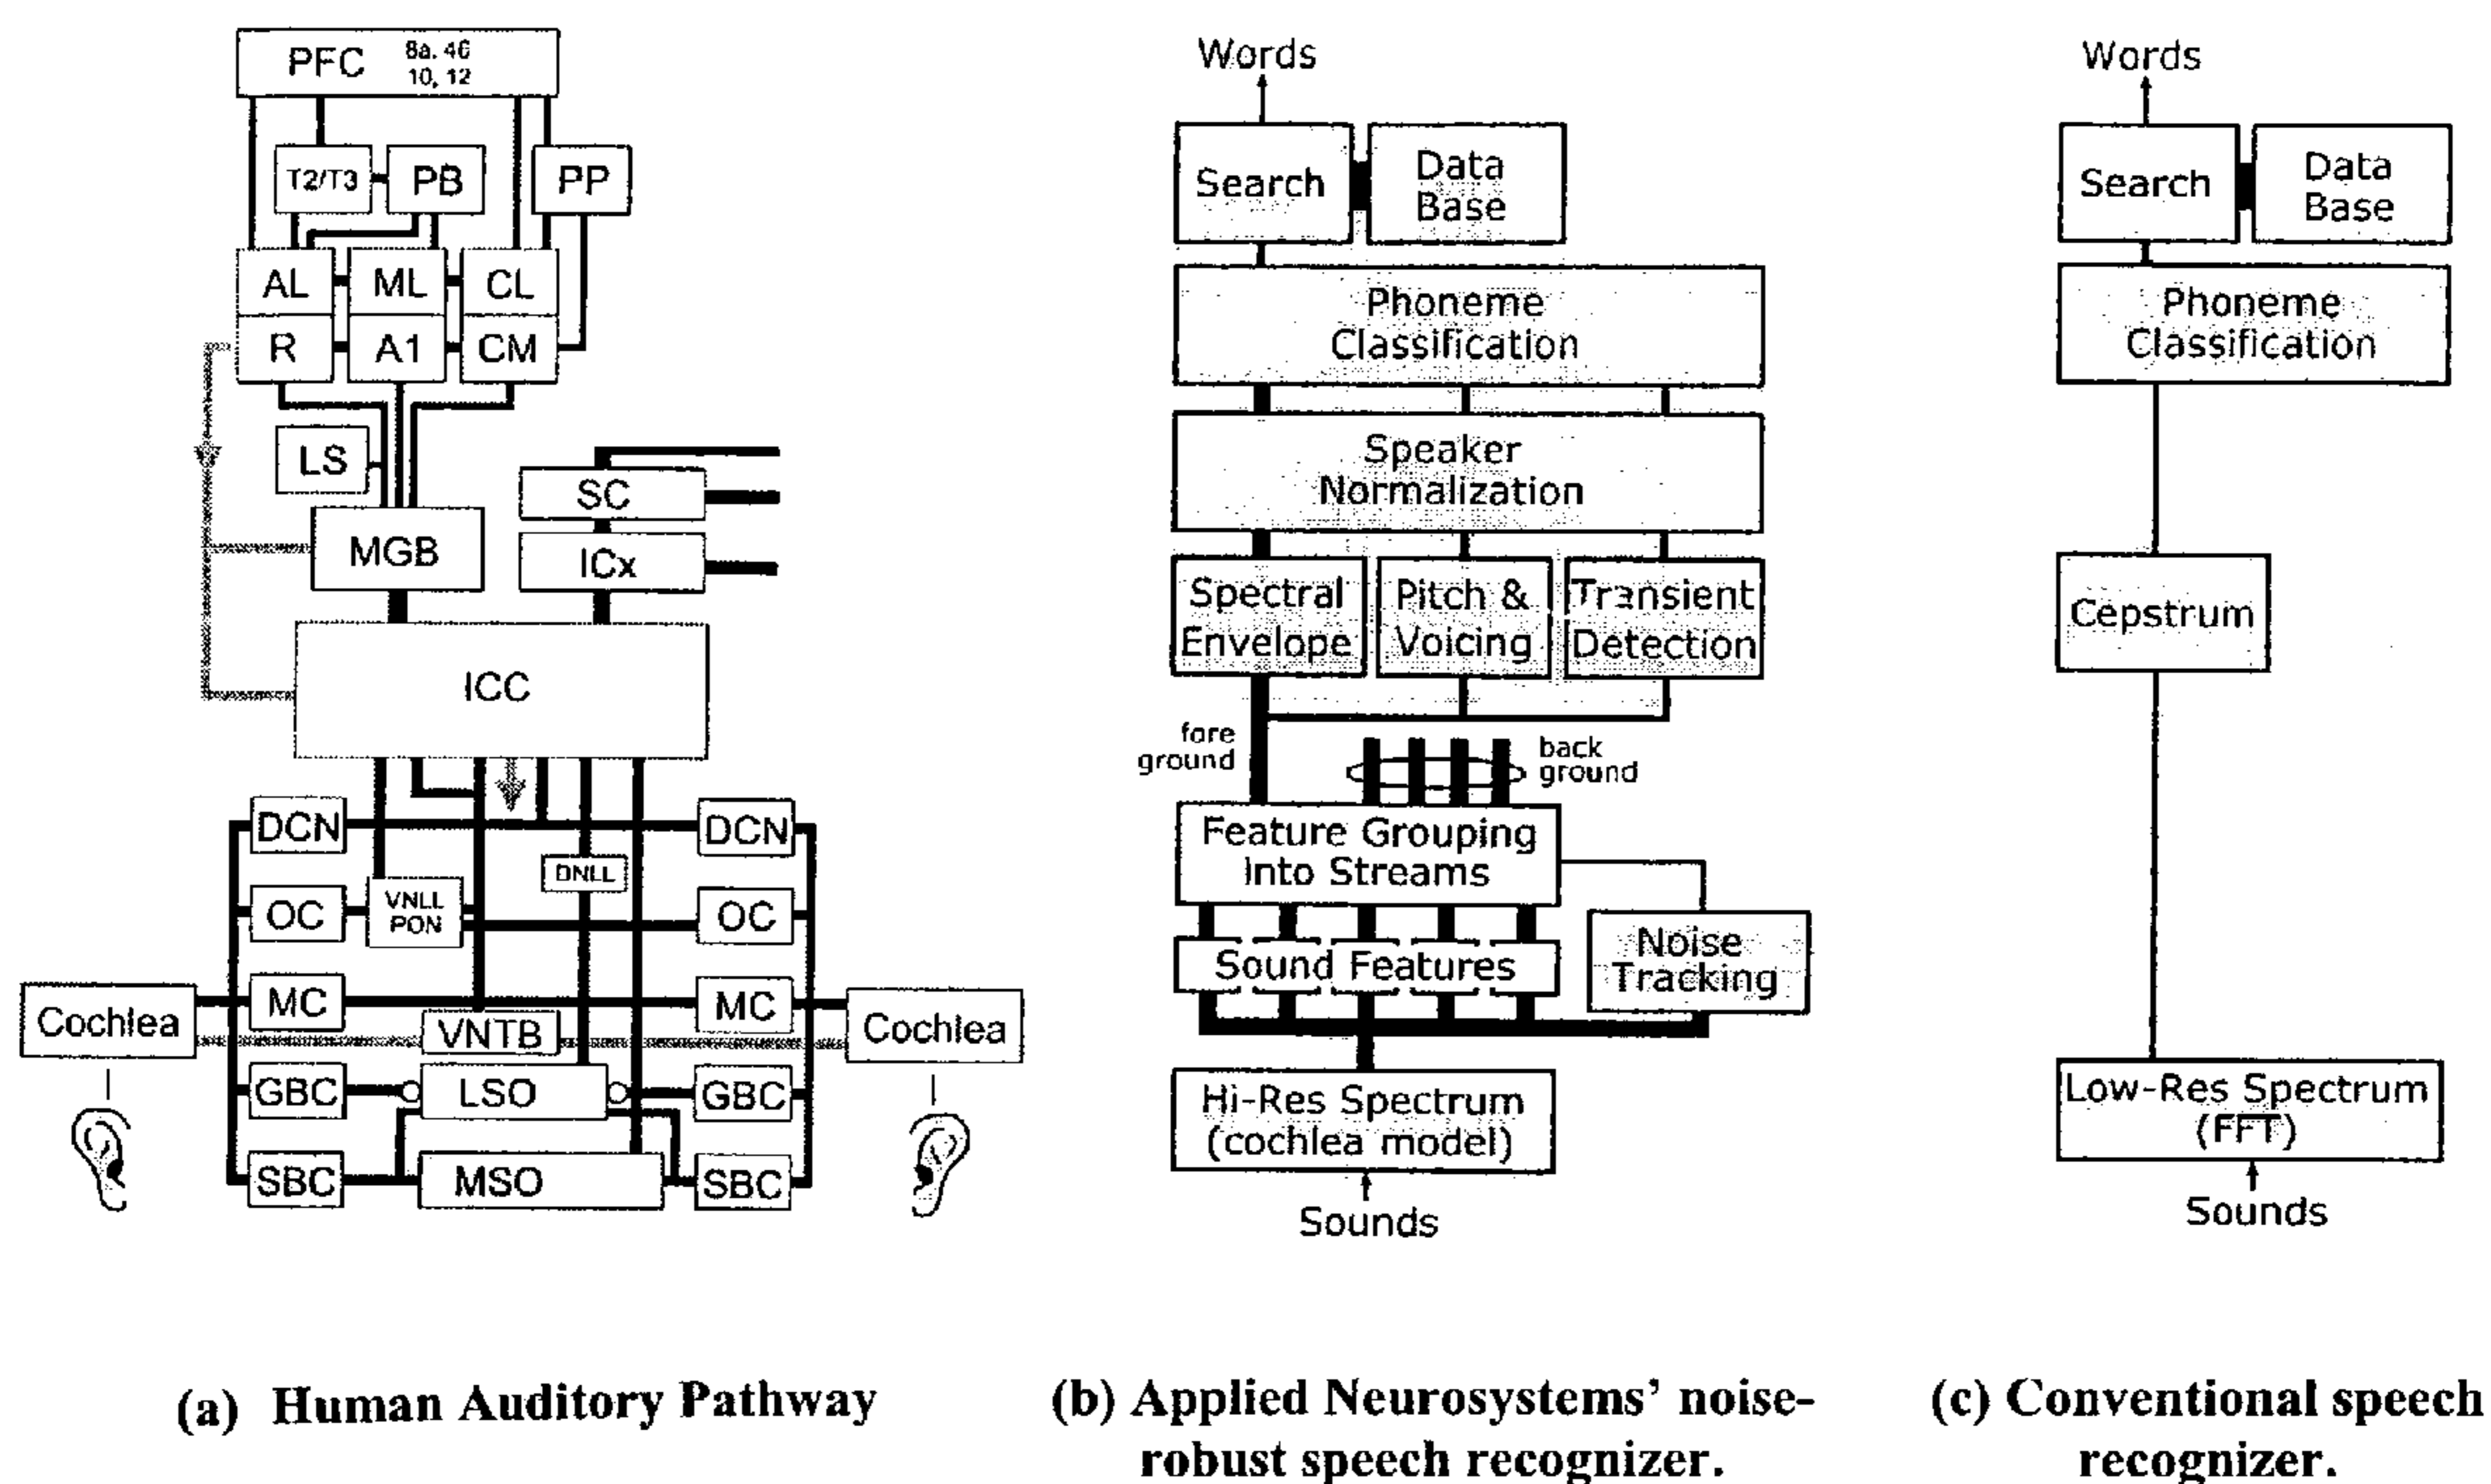 PFC 8a. 46
10, 12
T2/T3 PB PP
AL ML CL
R A1 CM
LS
SC
MGB
ICx
ICC
DCN DCN
DNLL
VNLL
PON
OC OC
MC MC
Cochlea Cochlea
VNTB
GBC LSO GBC
SBC MSO SBC
(a) Human Auditory Pathway
Words
Search
Data
Base
Phoneme
Classification
Speaker
Normalization
Spectral
Envelope
Pitch &
Voicing
Transient
Detection
fore
ground
back
ground
Feature Grouping
Into Streams
Sound Features
Noise
Tracking
Hi-Res Spectrum
(cochlea model)
Sounds
(b) Applied Neurosystems' noise-
robust speech recognizer.
Words
Search
Data
Base
Phoneme
Classification
Cepstrum
Low-Res Spectrum
(FFT)
Sounds
(c) Conventional speech
recognizer.